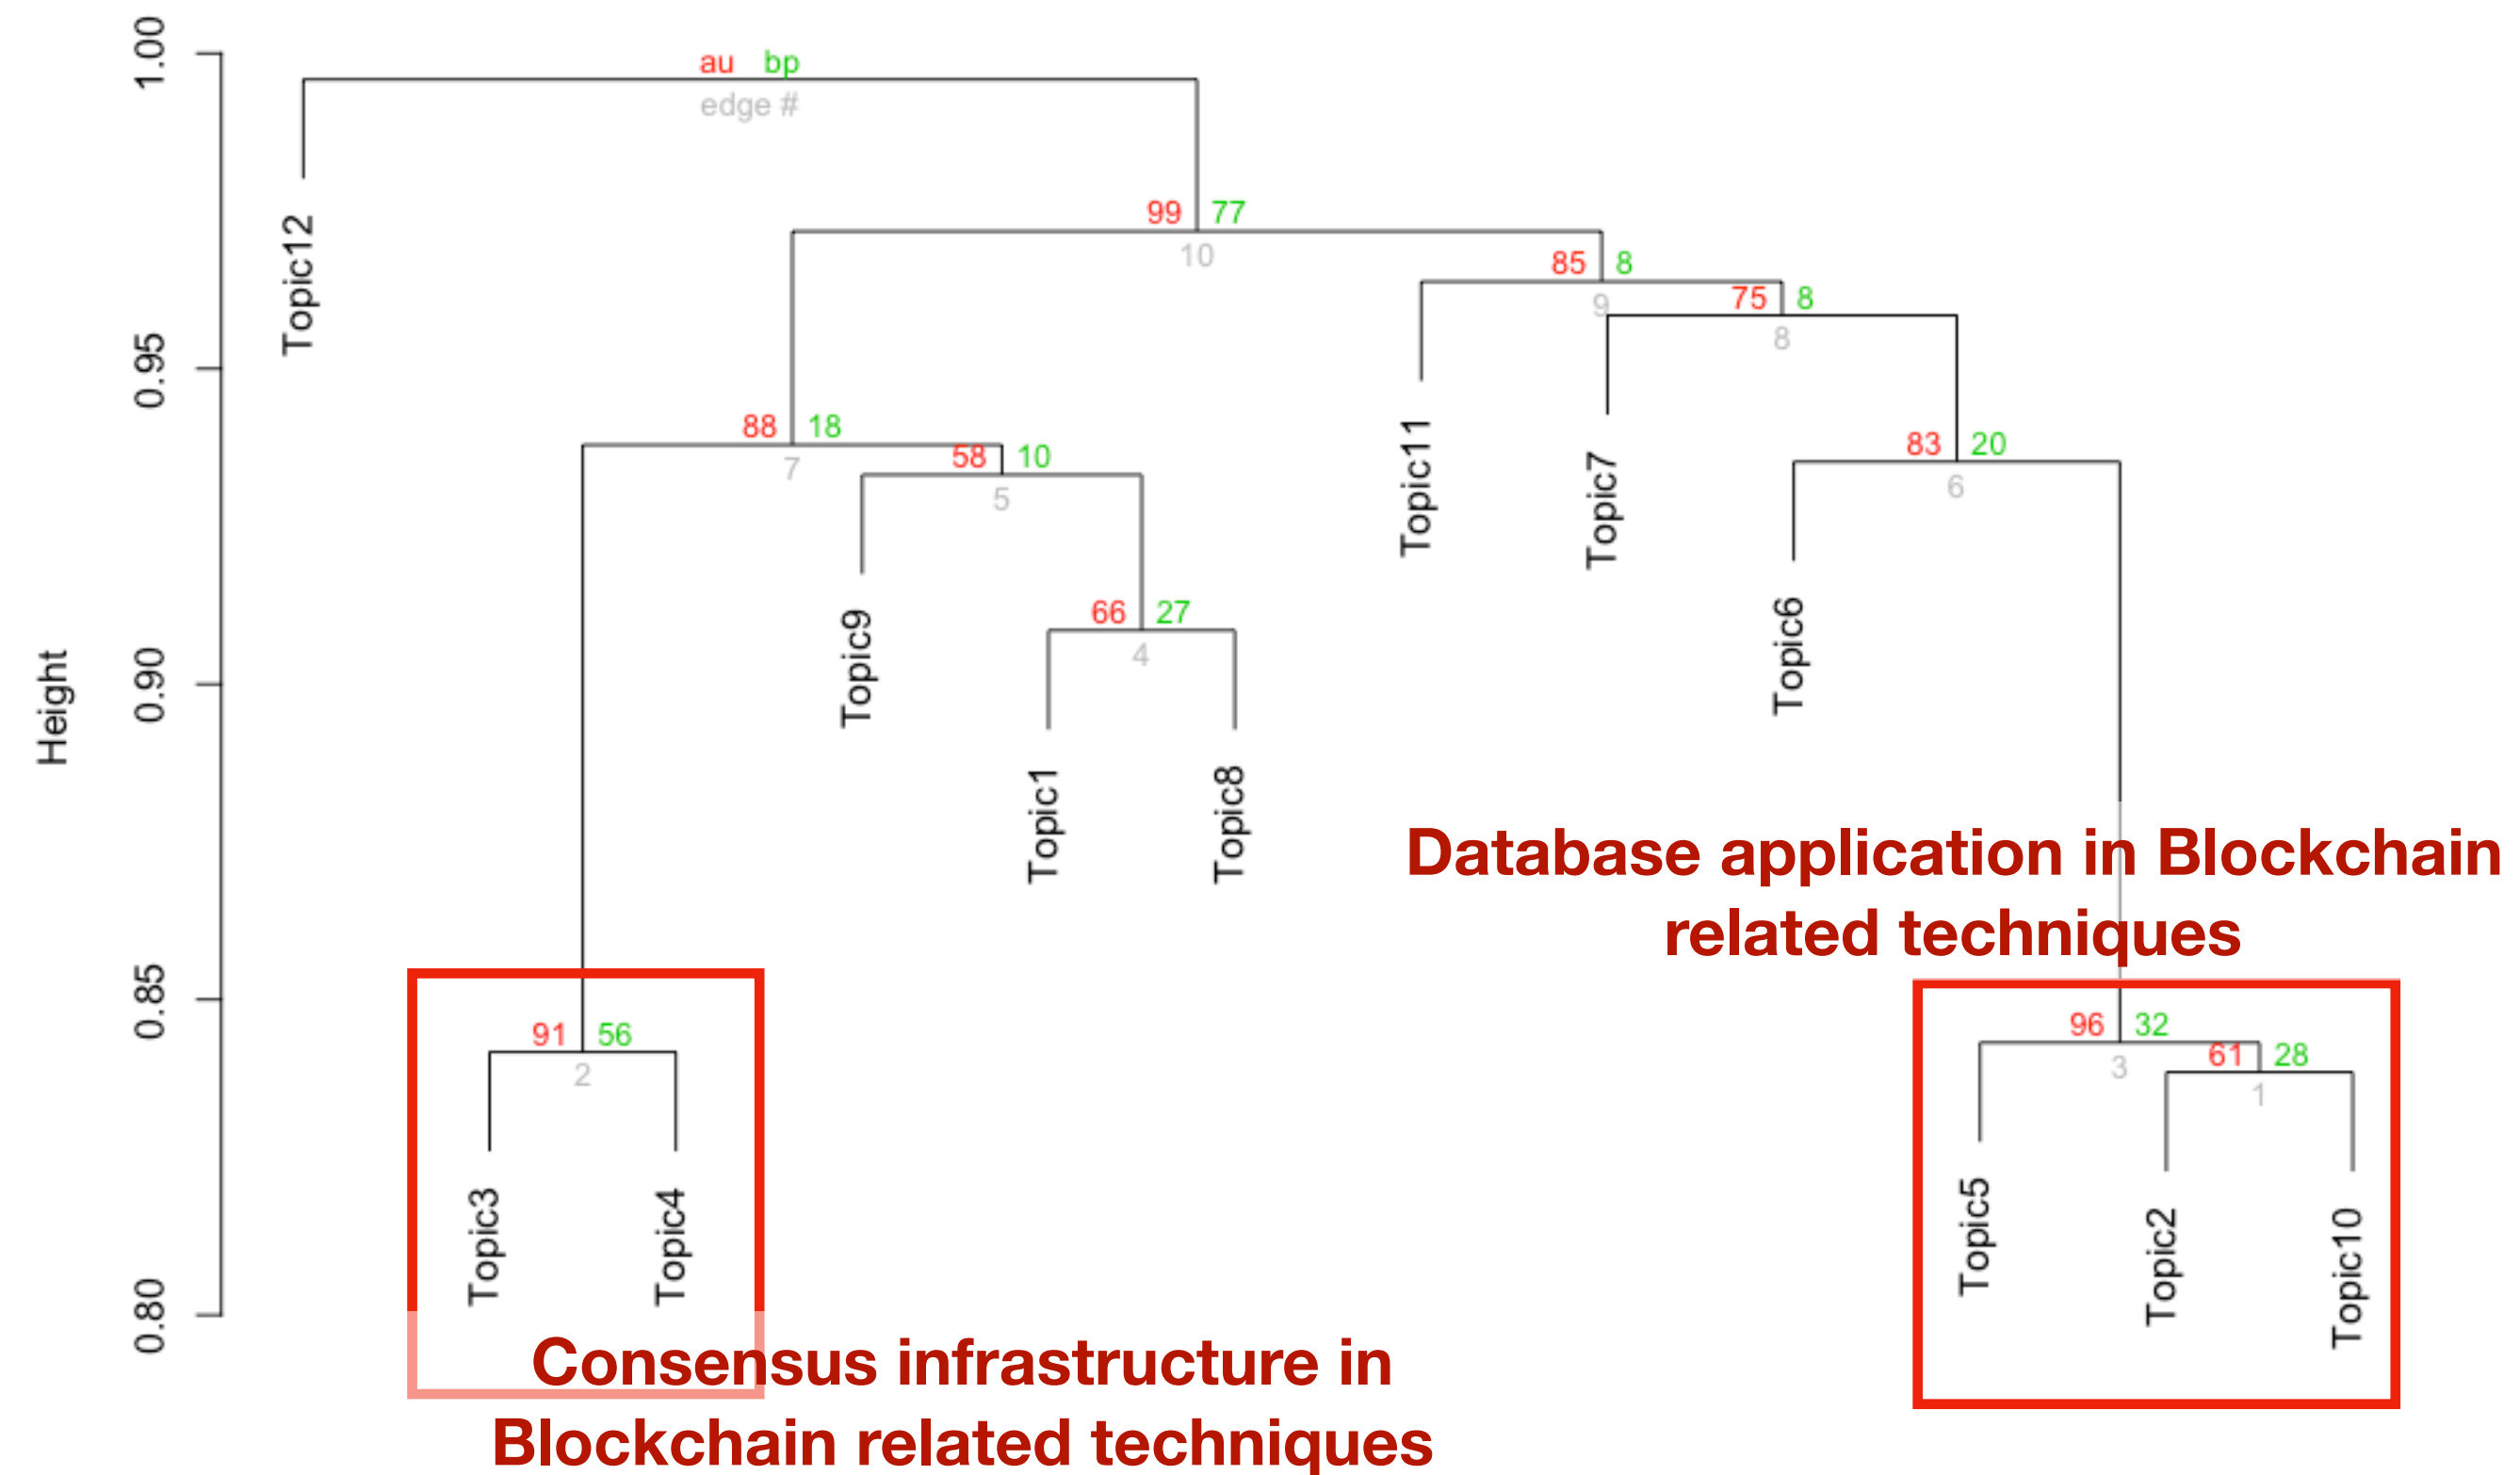 1.00
au bp
edge #
99 77
10
Topic12
85 8
9
75 8
8
0.95
88 18
7
58 10
5
Topic11
Topic7
83 20
6
Height
0.90
Topic9
66 27
4
Topic6
Topic1
Topic8
Database application in Blockchain
related techniques
0.85
91 56
2
96 32
3
61 28
1
Topic3
Topic4
Topic5
Topic2
Topic10
0.80
Consensus infrastructure in
Blockchain related techniques